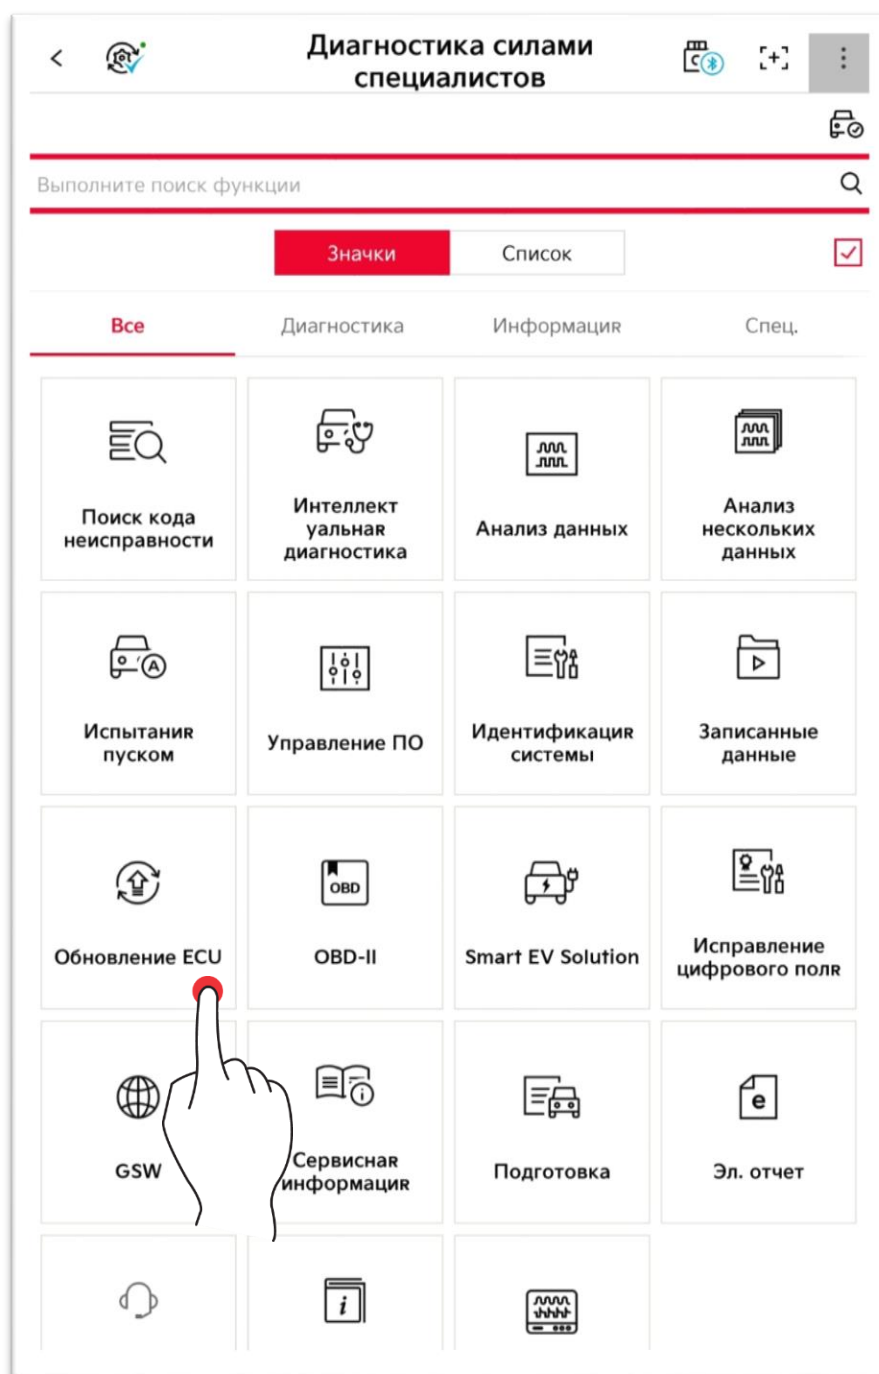 Диагностика силами
специалистов
Выполните поиск функции
Значки
Список
Все
Диагностика
Информация
Спец.
Поиск кода
неисправности
Интеллект
уальная
диагностика
Анализ данных
Анализ
нескольких
данных
Испытания
пуском
Управление ПО
Идентификация
системы
Записанные
данные
Обновление ECU
OBD
OBD-II
Smart EV Solution
Исправление
цифрового поля
GSW
Сервисная
информация
Подготовка
e
Эл. отчет
i